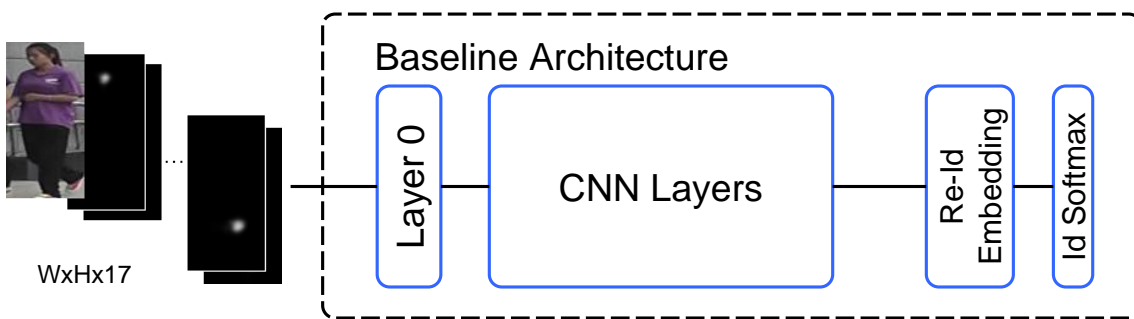 Baseline Architecture
Layer 0
CNN Layers
Re-Id
Embedding
Id Softmax
...
WxHx17